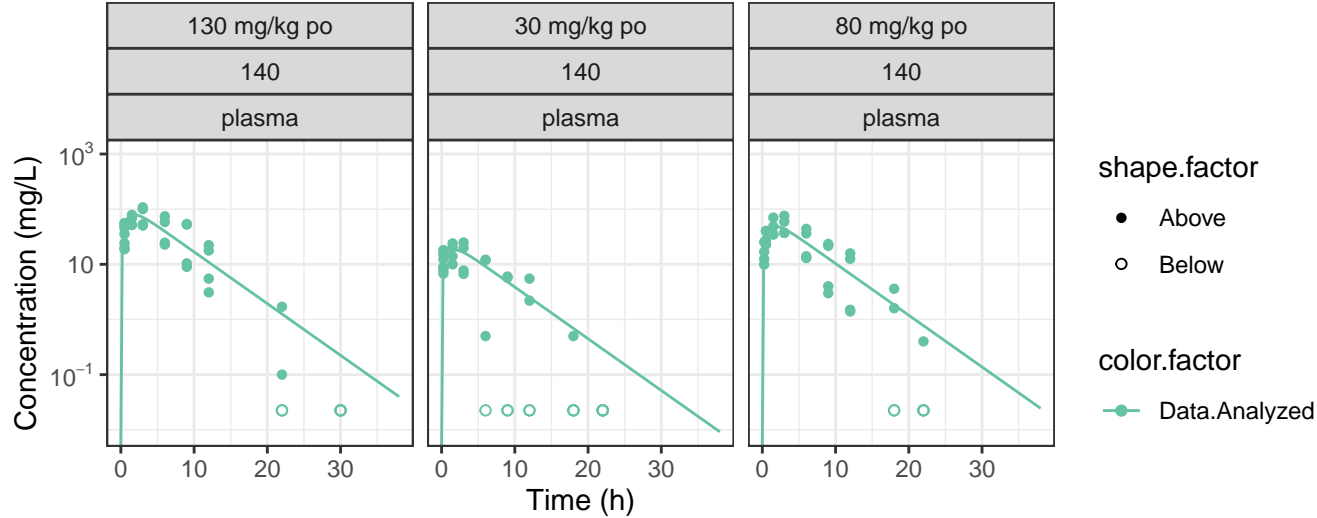 130 mg/kg po
30 mg/kg po
80 mg/kg po
140
140
140
plasma
plasma
plasma
Concentration (mg/L)
10³
10
10⁻¹
0 10 20 30
0 10 20 30
0 10 20 30
Time (h)
shape.factor
Above
Below
color.factor
Data.Analyzed